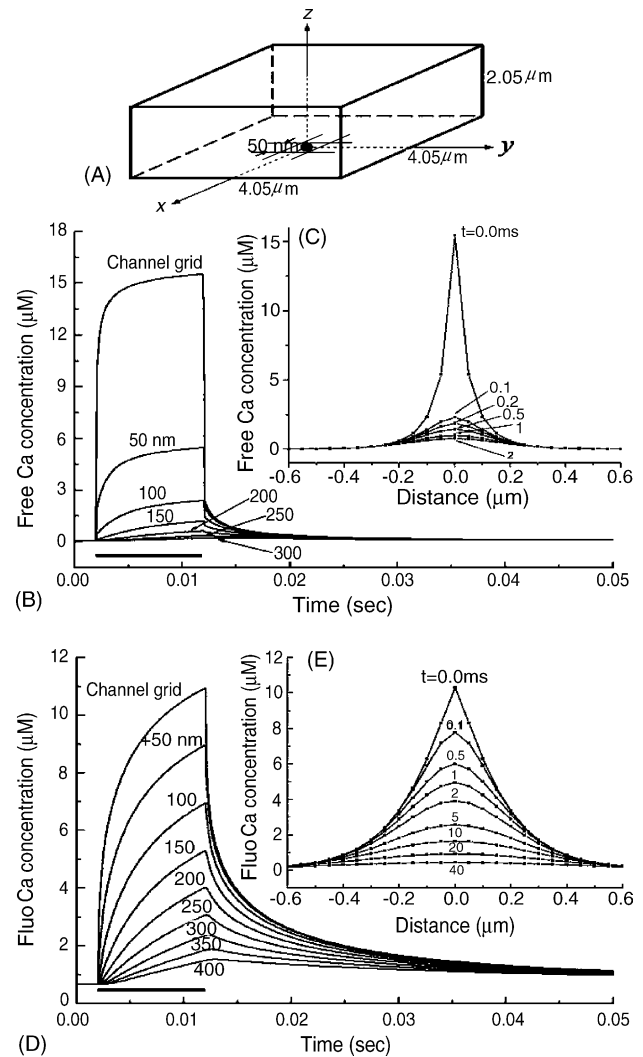 z
2.05 μm
50 nm
y
(A)
4.05 μm
4.05 μm
x
18
15
12
9
6
3
0
Free Ca concentration (μM)
Channel grid
50 nm
100
150
200
250
300
0.00
0.01
0.02
0.03
0.04
0.05
Time (sec)
(B)
(C)
t=0.0ms
15
10
5
0
Free Ca concentration (μM)
0.1
0.2
0.5
1
2
-0.6
-0.4
-0.2
0.0
0.2
0.4
0.6
Distance (μm)
12
10
8
6
4
2
0
Fluo Ca concentration (μM)
Channel grid
+50 nm
100
150
200
250
300
350
400
0.00
0.01
0.02
0.03
0.04
0.05
Time (sec)
(D)
(E)
t=0.0ms
12
10
8
6
4
2
0
Fluo Ca concentration (μM)
0.1
0.5
1
2
5
10
20
40
-0.6
-0.4
-0.2
0.0
0.2
0.4
0.6
Distance (μm)